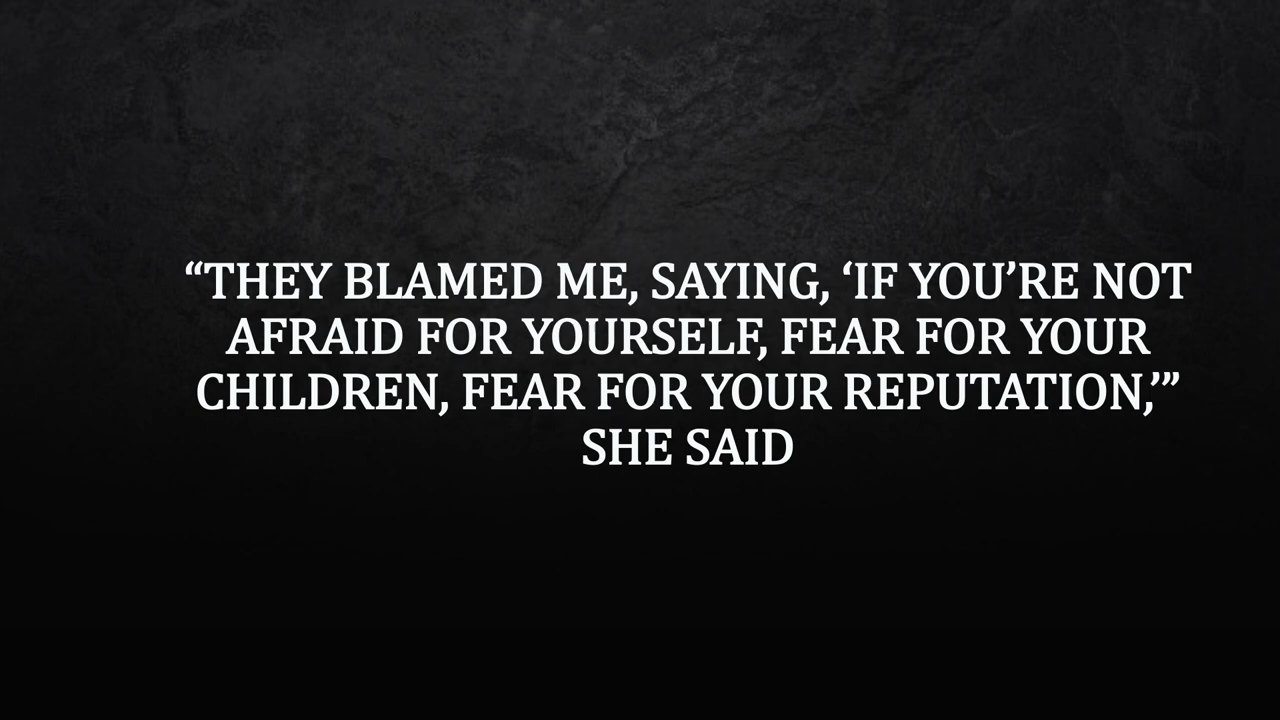 “THEY BLAMED ME, SAYING, ‘IF YOU’RE NOT
AFRAID FOR YOURSELF, FEAR FOR YOUR
CHILDREN, FEAR FOR YOUR REPUTATION,’”
SHE SAID